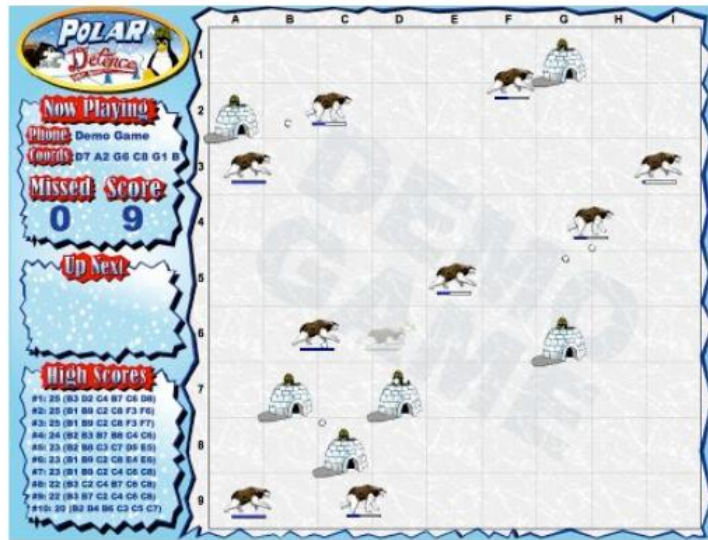 POLAR
Defence
Now Playing
Phone: Demo Game
Coords: D7 A2 G6 C8 G1 B
Missed Score
0 9
Up Next
High Scores
#1: 25 (B3 D2 C4 B7 C6 D8)
#2: 25 (B1 B9 C2 C8 F3 F6)
#3: 25 (B1 B9 C2 C8 F3 F7)
#4: 24 (B2 B3 B7 B8 C4 C6)
#5: 23 (B2 B8 C3 C7 D5 E5)
#6: 23 (B1 B9 C2 C8 E4 E6)
#7: 23 (B1 B9 C2 C4 C6 C8)
#8: 22 (B3 C2 C4 B7 C6 C8)
#9: 22 (B3 B7 C2 C4 C6 C8)
#10: 20 (B2 B4 B6 C3 C5 C7)
A B C D E F G H I
1
2
3
4
5
6
7
8
9
DEMO
GAME